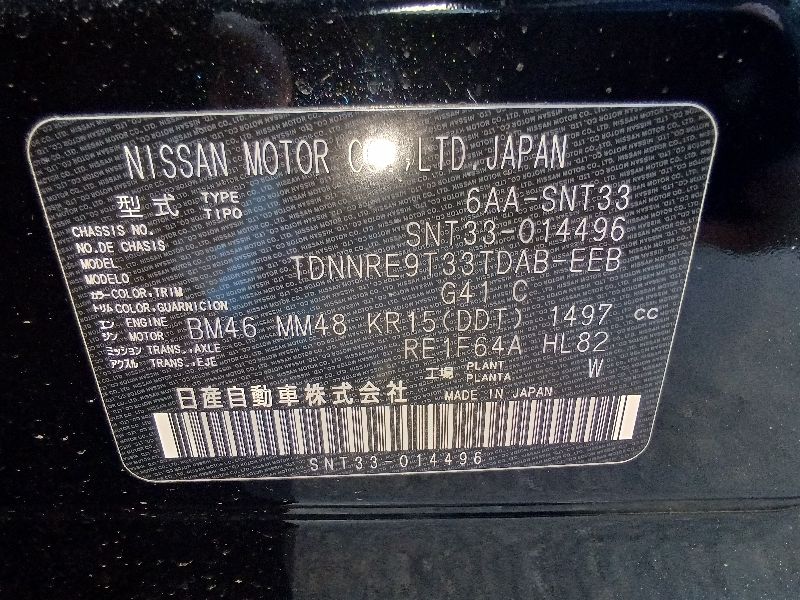 NISSAN MOTOR CO.,LTD.JAPAN
型式 TYPE TIPO 6AA-SNT33
CHASSIS NO. NO.DE CHASIS SNT33-014496
MODEL MODELO TDNNRE9T33TDAB-EEB
カラー COLOR,TRIM トリム COLOR,GUARNICION G41 C
エン ENGINE ジン MOTOR BM46 MM48 KR15(DDT) 1497 cc
ミッション TRANS.,AXLE アクスル TRANS.,EJE RE1F64A HL82
工場 PLANT PLANTA W
日産自動車株式会社 MADE IN JAPAN
SNT33-014496